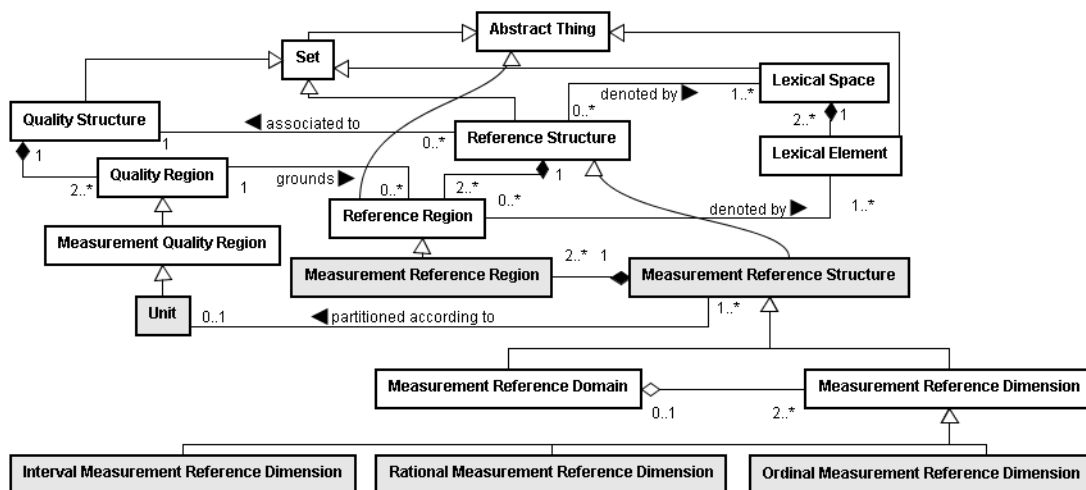 Abstract Thing
Set
Lexical Space
denoted by
1..*
0..*
2..*
1
Quality Structure
associated to
Reference Structure
0..*
1
1
Lexical Element
Quality Region
2..*
1
grounds
0..*
2..*
1
0..*
Reference Region
denoted by
1..*
Measurement Quality Region
2..*
1
Measurement Reference Region
Measurement Reference Structure
Unit
0..1
partitioned according to
1..*
Measurement Reference Domain
Measurement Reference Dimension
0..1
2..*
Interval Measurement Reference Dimension
Rational Measurement Reference Dimension
Ordinal Measurement Reference Dimension